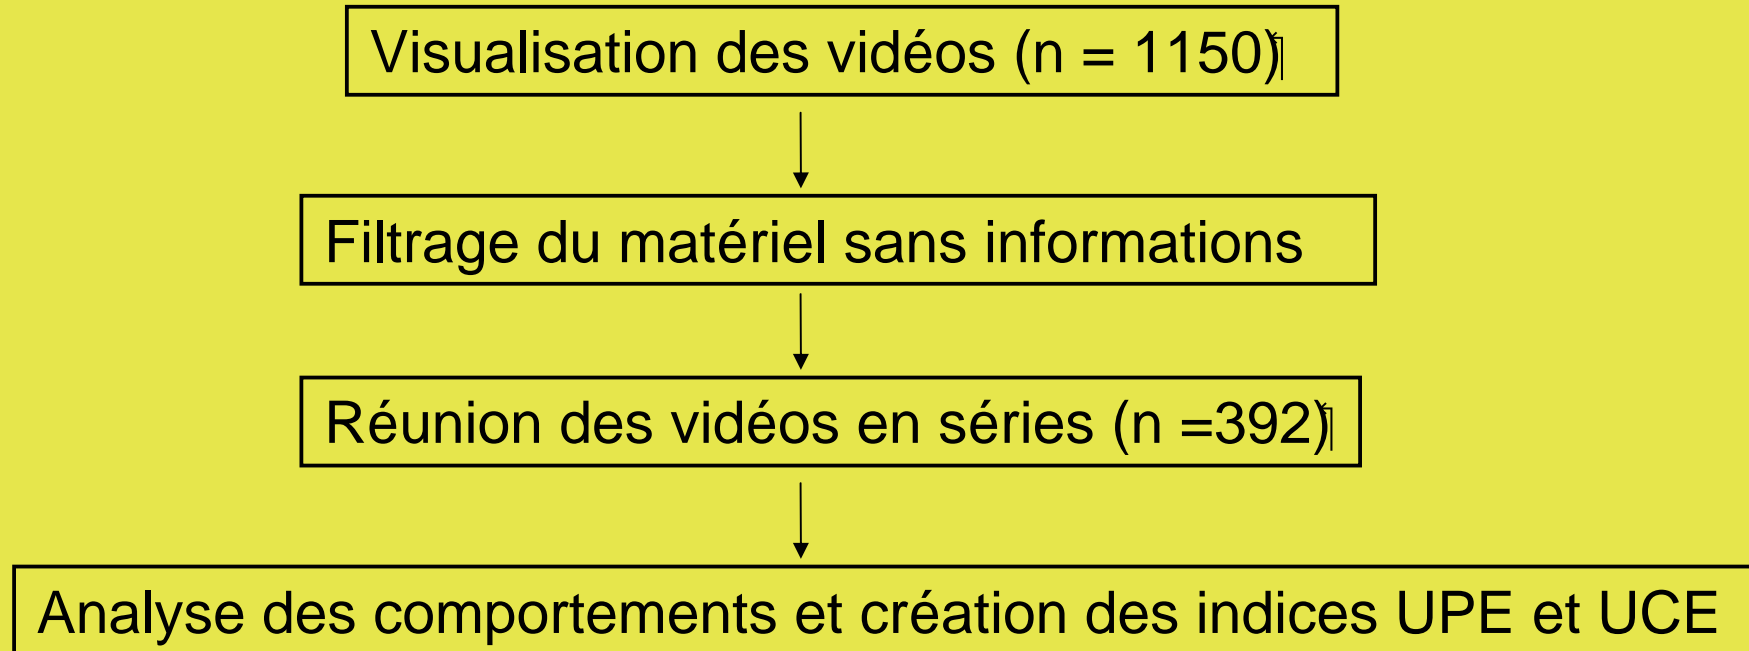 Visualisation des vidéos (n = 1150)
Filtrage du matériel sans informations
Réunion des vidéos en séries (n =392)
Analyse des comportements et création des indices UPE et UCE